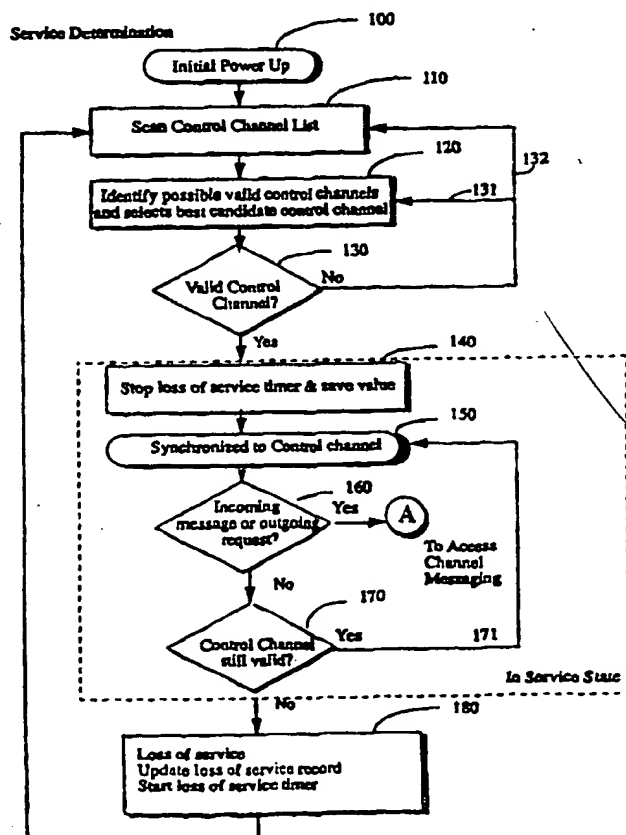 Service Determination
100
Initial Power Up
110
Scan Control Channel List
120
132
Identify possible valid control channels
and selects best candidate control channel
131
130
No
Valid Control
Channel?
Yes
140
Stop loss of service timer & save value
150
Synchronized to Control channel
160
Incoming
message or outgoing
request?
Yes
A
To Access
Channel
Messaging
No
170
Control Channel
still valid?
Yes
171
In Service State
No
180
Loss of service
Update loss of service record
Start loss of service timer